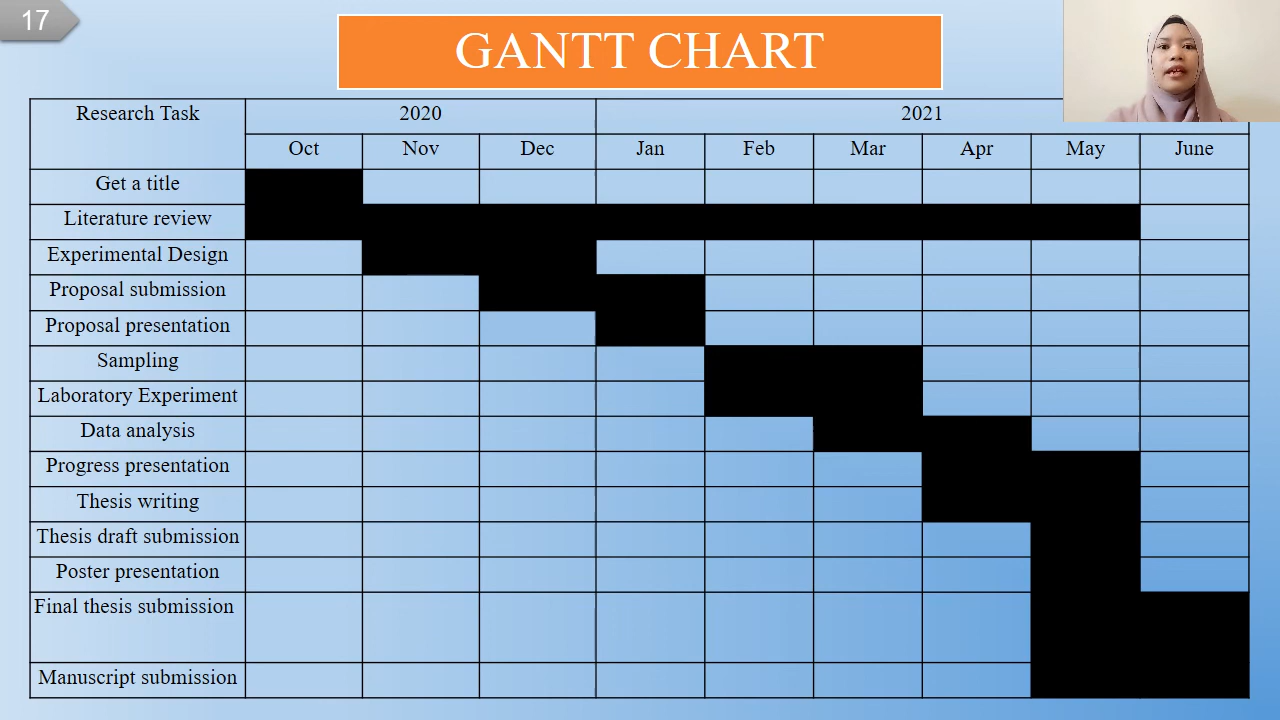 17
GANTT CHART
Research Task
2020
2021
Oct
Nov
Dec
Jan
Feb
Mar
Apr
May
June
Get a title
Literature review
Experimental Design
Proposal submission
Proposal presentation
Sampling
Laboratory Experiment
Data analysis
Progress presentation
Thesis writing
Thesis draft submission
Poster presentation
Final thesis submission
Manuscript submission